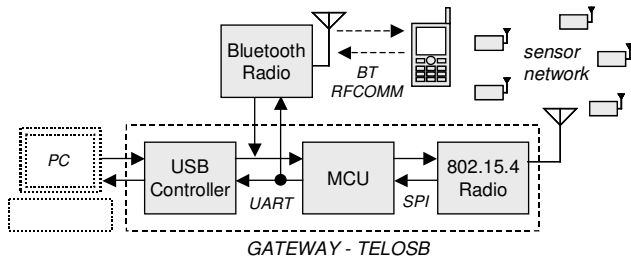 Bluetooth
Radio
BT
RFCOMM
sensor
network
PC
USB
Controller
UART
MCU
SPI
802.15.4
Radio
GATEWAY - TELOSB